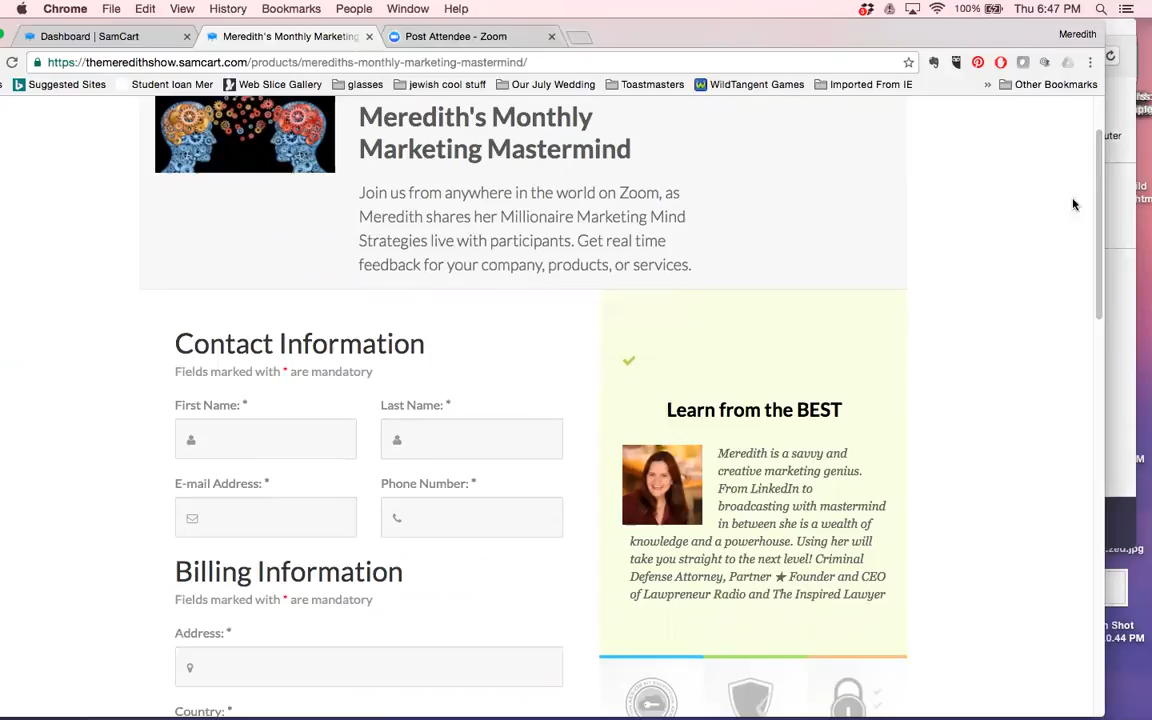 Chrome File Edit View History Bookmarks People Window Help 100% Thu 6:47 PM
Dashboard | SamCart Meredith's Monthly Marketing Post Attendee - Zoom Meredith
https://themeredithshow.samcart.com/products/merediths-monthly-marketing-mastermind/
Suggested Sites Student loan Mer Web Slice Gallery glasses jewish cool stuff Our July Wedding Toastmasters WildTangent Games Imported From IE » Other Bookmarks
Meredith's Monthly
Marketing Mastermind
Join us from anywhere in the world on Zoom, as
Meredith shares her Millionaire Marketing Mind
Strategies live with participants. Get real time
feedback for your company, products, or services.
Contact Information
Fields marked with * are mandatory
First Name: * Last Name: *
E-mail Address: * Phone Number: *
Billing Information
Fields marked with * are mandatory
Address: *
Country: *
Learn from the BEST
Meredith is a savvy and
creative marketing genius.
From LinkedIn to
broadcasting with mastermind
in between she is a wealth of
knowledge and a powerhouse. Using her will
take you straight to the next level! Criminal
Defense Attorney, Partner ★ Founder and CEO
of Lawpreneur Radio and The Inspired Lawyer
n Shot
0.44 PM